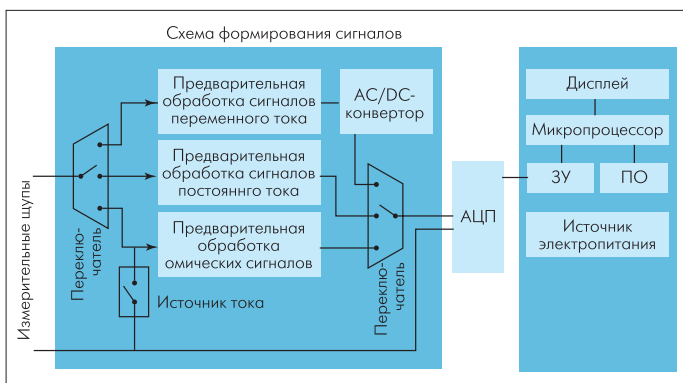 Схема формирования сигналов
Предварительная
обработка сигналов
переменного тока
AC/DC-
конвертор
Предварительная
обработка сигналов
постояннго тока
Предварительная
обработка
омических сигналов
Измерительные щупы
Переклю-
чатель
Источник тока
Переклю-
чатель
АЦП
Дисплей
Микропроцессор
ЗУ
ПО
Источник
электропитания